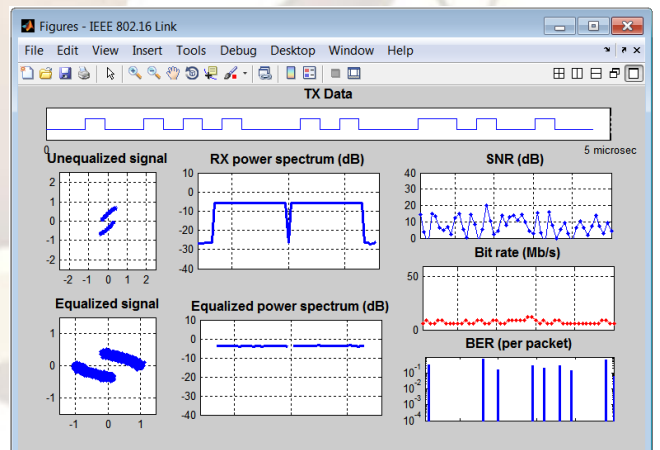 Figures - IEEE 802.16 Link
File Edit View Insert Tools Debug Desktop Window Help
TX Data
0
5 microsec
Unequalized signal
2
1
0
-1
-2
-2 -1 0 1 2
RX power spectrum (dB)
10
0
-10
-20
-30
-40
SNR (dB)
40
30
20
10
0
Bit rate (Mb/s)
50
0
Equalized signal
1
0
-1
-1 0 1
Equalized power spectrum (dB)
10
0
-10
-20
-30
-40
BER (per packet)
10-1
10-2
10-3
10-4